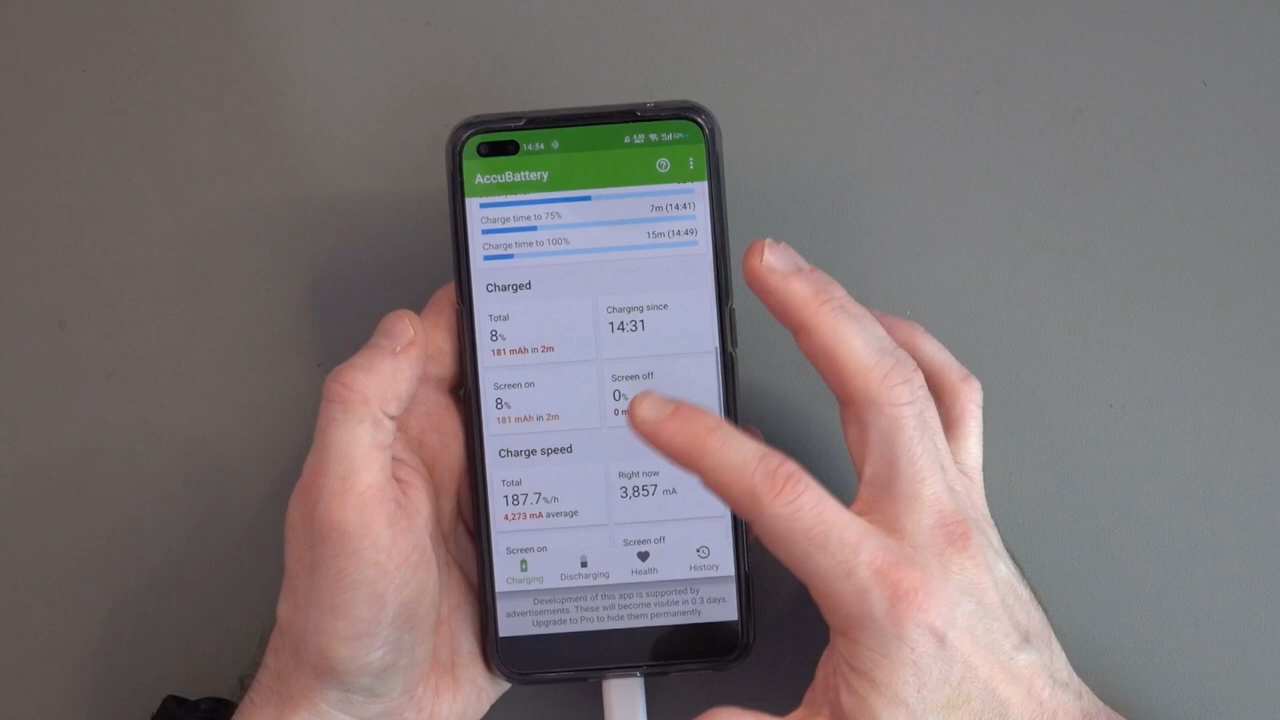 14:34
AccuBattery
Charge time to 75%
7m (14:41)
Charge time to 100%
15m (14:49)
Charged
Total
8%
181 mAh in 2m
Charging since
14:31
Screen on
8%
181 mAh in 2m
Screen off
0%
0 m
Charge speed
Total
187.7%/h
4,273 mA average
Right now
3,857 mA
Screen on
Screen off
Charging
Discharging
Health
History
Development of this app is supported by
advertisements. These will become visible in 0.3 days.
Upgrade to Pro to hide them permanently.